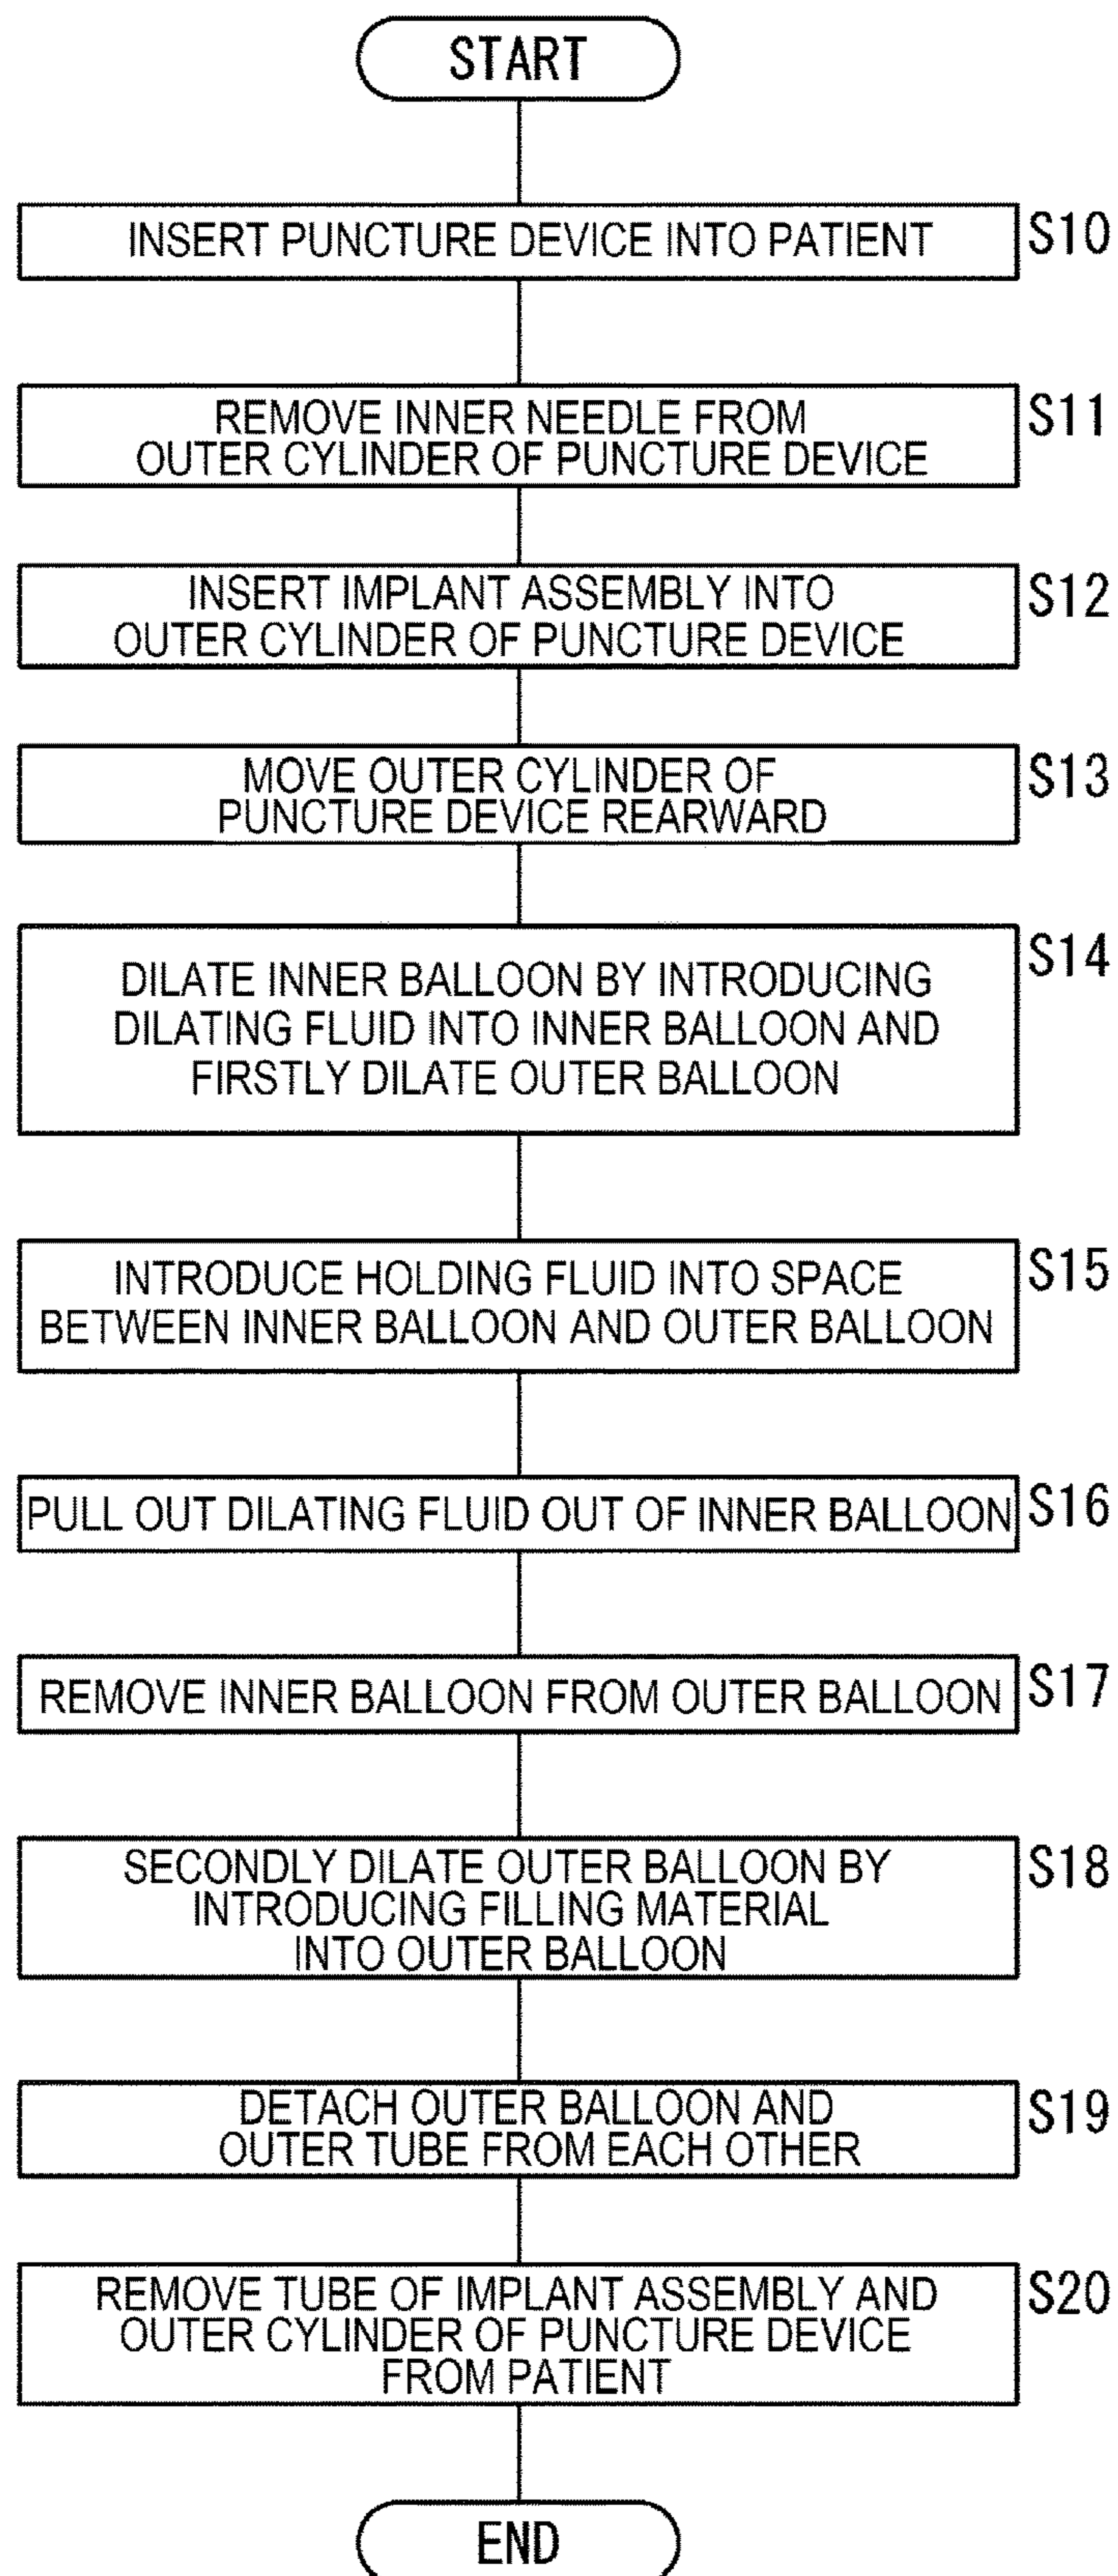 START
INSERT PUNCTURE DEVICE INTO PATIENT
S10
REMOVE INNER NEEDLE FROM
OUTER CYLINDER OF PUNCTURE DEVICE
S11
INSERT IMPLANT ASSEMBLY INTO
OUTER CYLINDER OF PUNCTURE DEVICE
S12
MOVE OUTER CYLINDER OF
PUNCTURE DEVICE REARWARD
S13
DILATE INNER BALLOON BY INTRODUCING
DILATING FLUID INTO INNER BALLOON AND
FIRSTLY DILATE OUTER BALLOON
S14
INTRODUCE HOLDING FLUID INTO SPACE
BETWEEN INNER BALLOON AND OUTER BALLOON
S15
PULL OUT DILATING FLUID OUT OF INNER BALLOON
S16
REMOVE INNER BALLOON FROM OUTER BALLOON
S17
SECONDLY DILATE OUTER BALLOON BY
INTRODUCING FILLING MATERIAL
INTO OUTER BALLOON
S18
DETACH OUTER BALLOON AND
OUTER TUBE FROM EACH OTHER
S19
REMOVE TUBE OF IMPLANT ASSEMBLY AND
OUTER CYLINDER OF PUNCTURE DEVICE
FROM PATIENT
S20
END